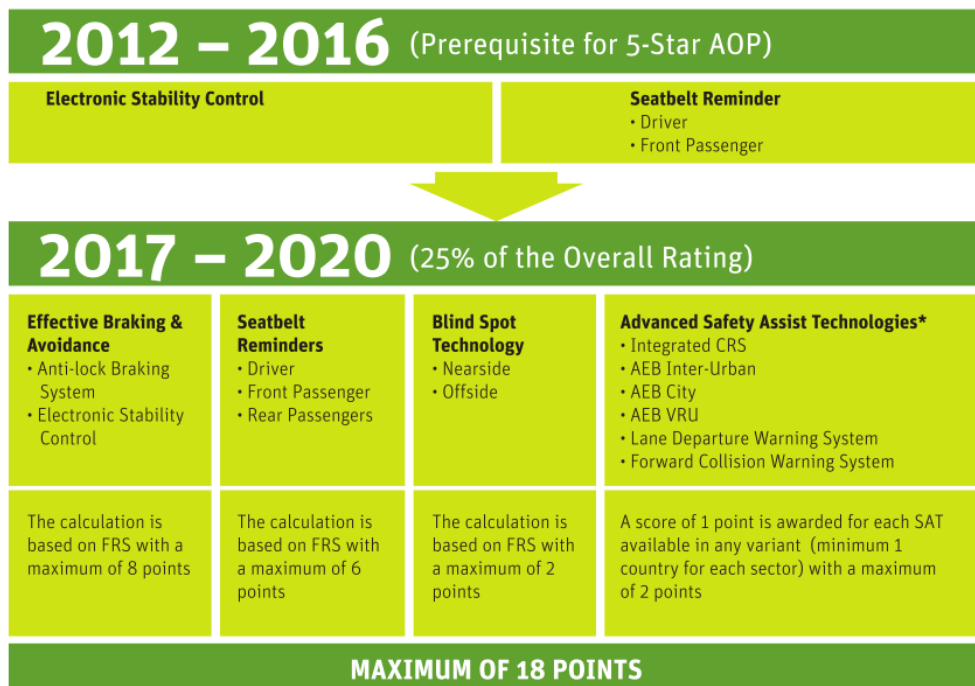 2012 – 2016 (Prerequisite for 5-Star AOP)
Electronic Stability Control
Seatbelt Reminder
• Driver
• Front Passenger
2017 – 2020 (25% of the Overall Rating)
Effective Braking &
Avoidance
• Anti-lock Braking
System
• Electronic Stability
Control
Seatbelt
Reminders
• Driver
• Front Passenger
• Rear Passengers
Blind Spot
Technology
• Nearside
• Offside
Advanced Safety Assist Technologies*
• Integrated CRS
• AEB Inter-Urban
• AEB City
• AEB VRU
• Lane Departure Warning System
• Forward Collision Warning System
The calculation is
based on FRS with a
maximum of 8 points
The calculation is
based on FRS with
a maximum of 6
points
The calculation is
based on FRS with
a maximum of 2
points
A score of 1 point is awarded for each SAT
available in any variant (minimum 1
country for each sector) with a maximum
of 2 points
MAXIMUM OF 18 POINTS